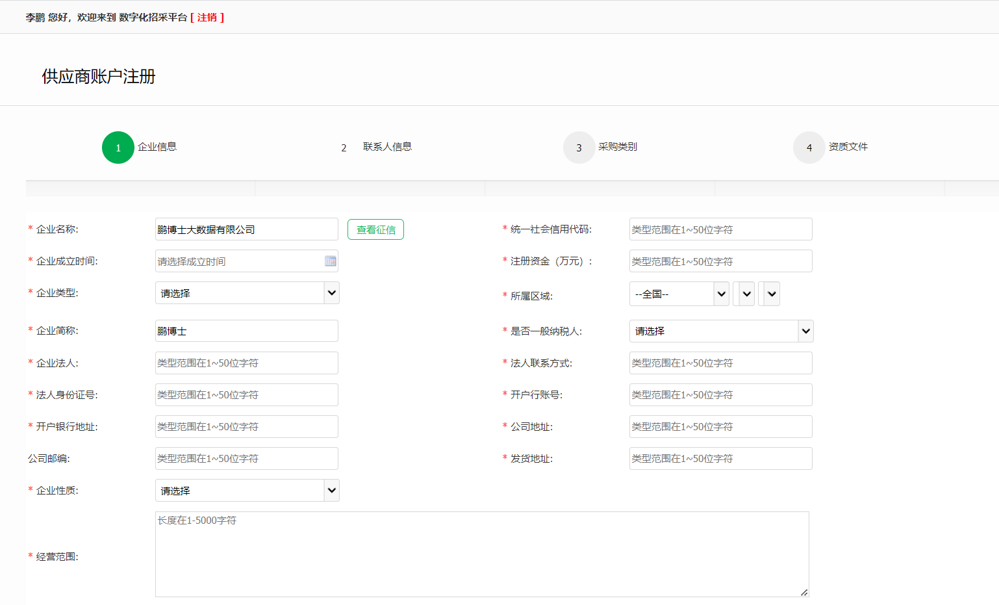 李鹏 您好，欢迎来到 数字化招采平台 [ 注销 ]
供应商账户注册
1 企业信息 2 联系人信息 3 采购类别 4 资质文件
* 企业名称: 鹏博士大数据有限公司 查看征信 * 统一社会信用代码: 类型范围在1~50位字符
* 企业成立时间: 请选择成立时间 * 注册资金（万元）: 类型范围在1~50位字符
* 企业类型: 请选择 * 所属区域: --全国--
* 企业简称: 鹏博士 * 是否一般纳税人: 请选择
* 企业法人: 类型范围在1~50位字符 * 法人联系方式: 类型范围在1~50位字符
* 法人身份证号: 类型范围在1~50位字符 * 开户行账号: 类型范围在1~50位字符
* 开户银行地址: 类型范围在1~50位字符 * 公司地址: 类型范围在1~50位字符
公司邮编: 类型范围在1~50位字符 * 发货地址: 类型范围在1~50位字符
* 企业性质: 请选择
长度在1-5000字符
* 经营范围: